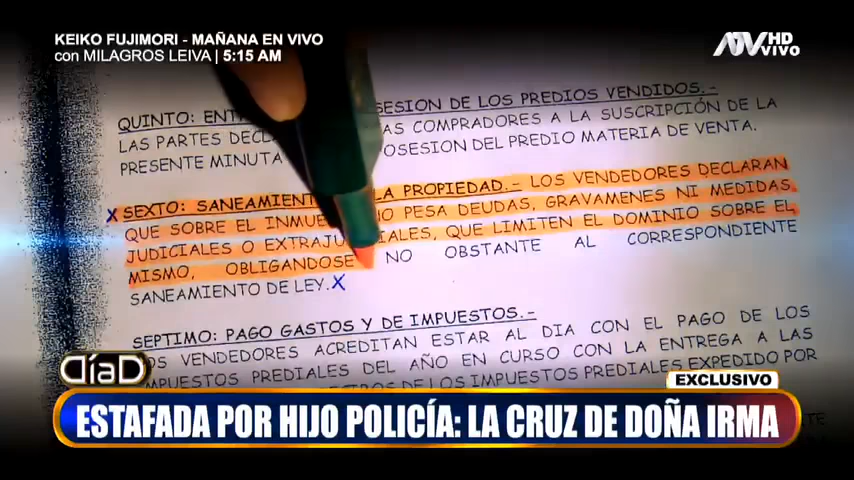 KEIKO FUJIMORI - MAÑANA EN VIVO
con MILAGROS LEIVA | 5:15 AM
ATV HD
VIVO
QUINTO: SESION DE LOS PREDIOS VENDIDOS.-
LAS PARTES AS COMPRADORES A LA SUSCRIPCIÓN DE LA
PRESENTE MINUTA OSESION DEL PREDIO MATERIA DE VENTA.
X SEXTO: SANEAMIENT LA PROPIEDAD.- LOS VENDEDORES DECLARAN
QUE SOBRE EL INMUE NO PESA DEUDAS, GRAVAMENES NI MEDIDAS
JUDICIALES O EXTRAJUDICIALES, QUE LIMITEN EL DOMINIO SOBRE EL
MISMO, OBLIGANDOSE NO OBSTANTE AL CORRESPONDIENTE
SANEAMIENTO DE LEY. X
SEPTIMO: PAGO GASTOS Y DE IMPUESTOS.-
LOS VENDEDORES ACREDITAN ESTAR AL DIA CON EL PAGO DE LOS
IMPUESTOS PREDIALES DEL AÑO EN CURSO CON LA ENTREGA A LAS
DE LOS IMPUESTOS PREDIALES EXPEDIDO POR
DíaD
EXCLUSIVO
ESTAFADA POR HIJO POLICÍA: LA CRUZ DE DOÑA IRMA